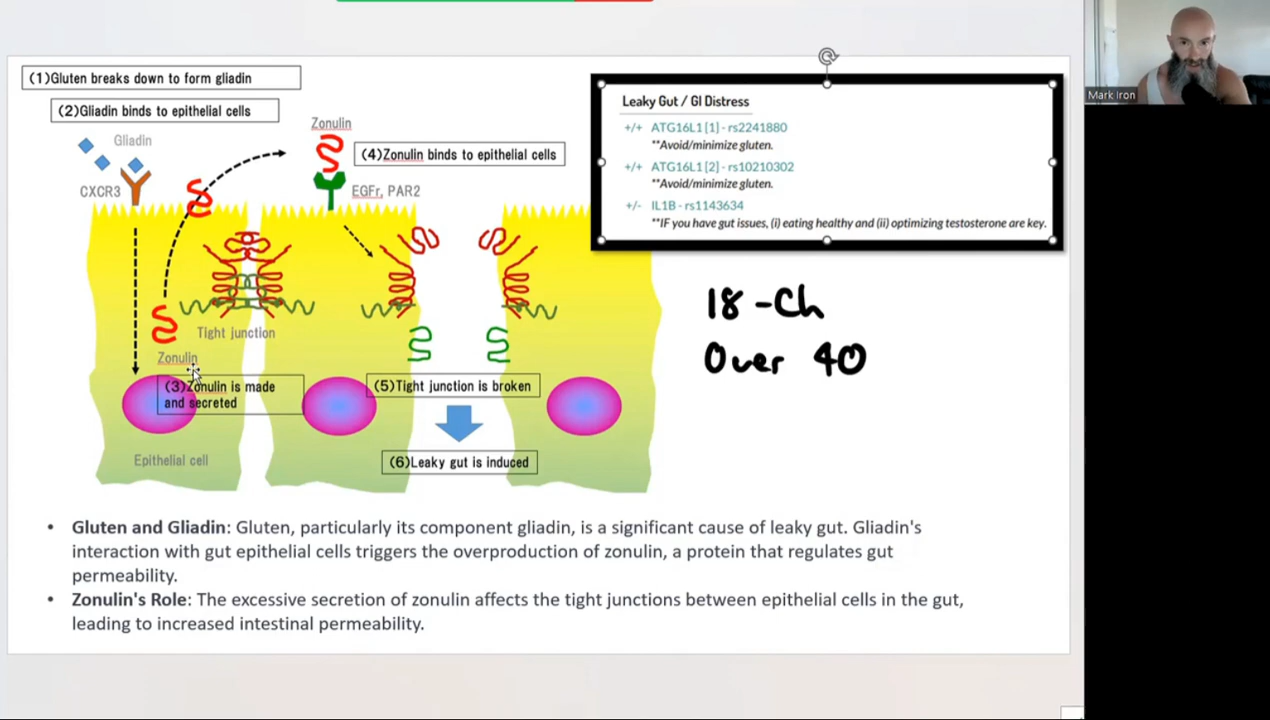 (1)Gluten breaks down to form gliadin
(2)Gliadin binds to epithelial cells
Gliadin
CXCR3
Zonulin
(4)Zonulin binds to epithelial cells
EGFr, PAR2
Tight junction
Zonulin
(3)Zonulin is made
and secreted
(5)Tight junction is broken
Epithelial cell
(6)Leaky gut is induced
Leaky Gut / GI Distress
+/+ ATG16L1 [1] - rs2241880
**Avoid/minimize gluten.
+/+ ATG16L1 [2] - rs10210302
**Avoid/minimize gluten.
+/- IL1B - rs1143634
**IF you have gut issues, (i) eating healthy and (ii) optimizing testosterone are key.
18-Ch
Over 40
• Gluten and Gliadin: Gluten, particularly its component gliadin, is a significant cause of leaky gut. Gliadin's
interaction with gut epithelial cells triggers the overproduction of zonulin, a protein that regulates gut
permeability.
• Zonulin's Role: The excessive secretion of zonulin affects the tight junctions between epithelial cells in the gut,
leading to increased intestinal permeability.
Mark Iron